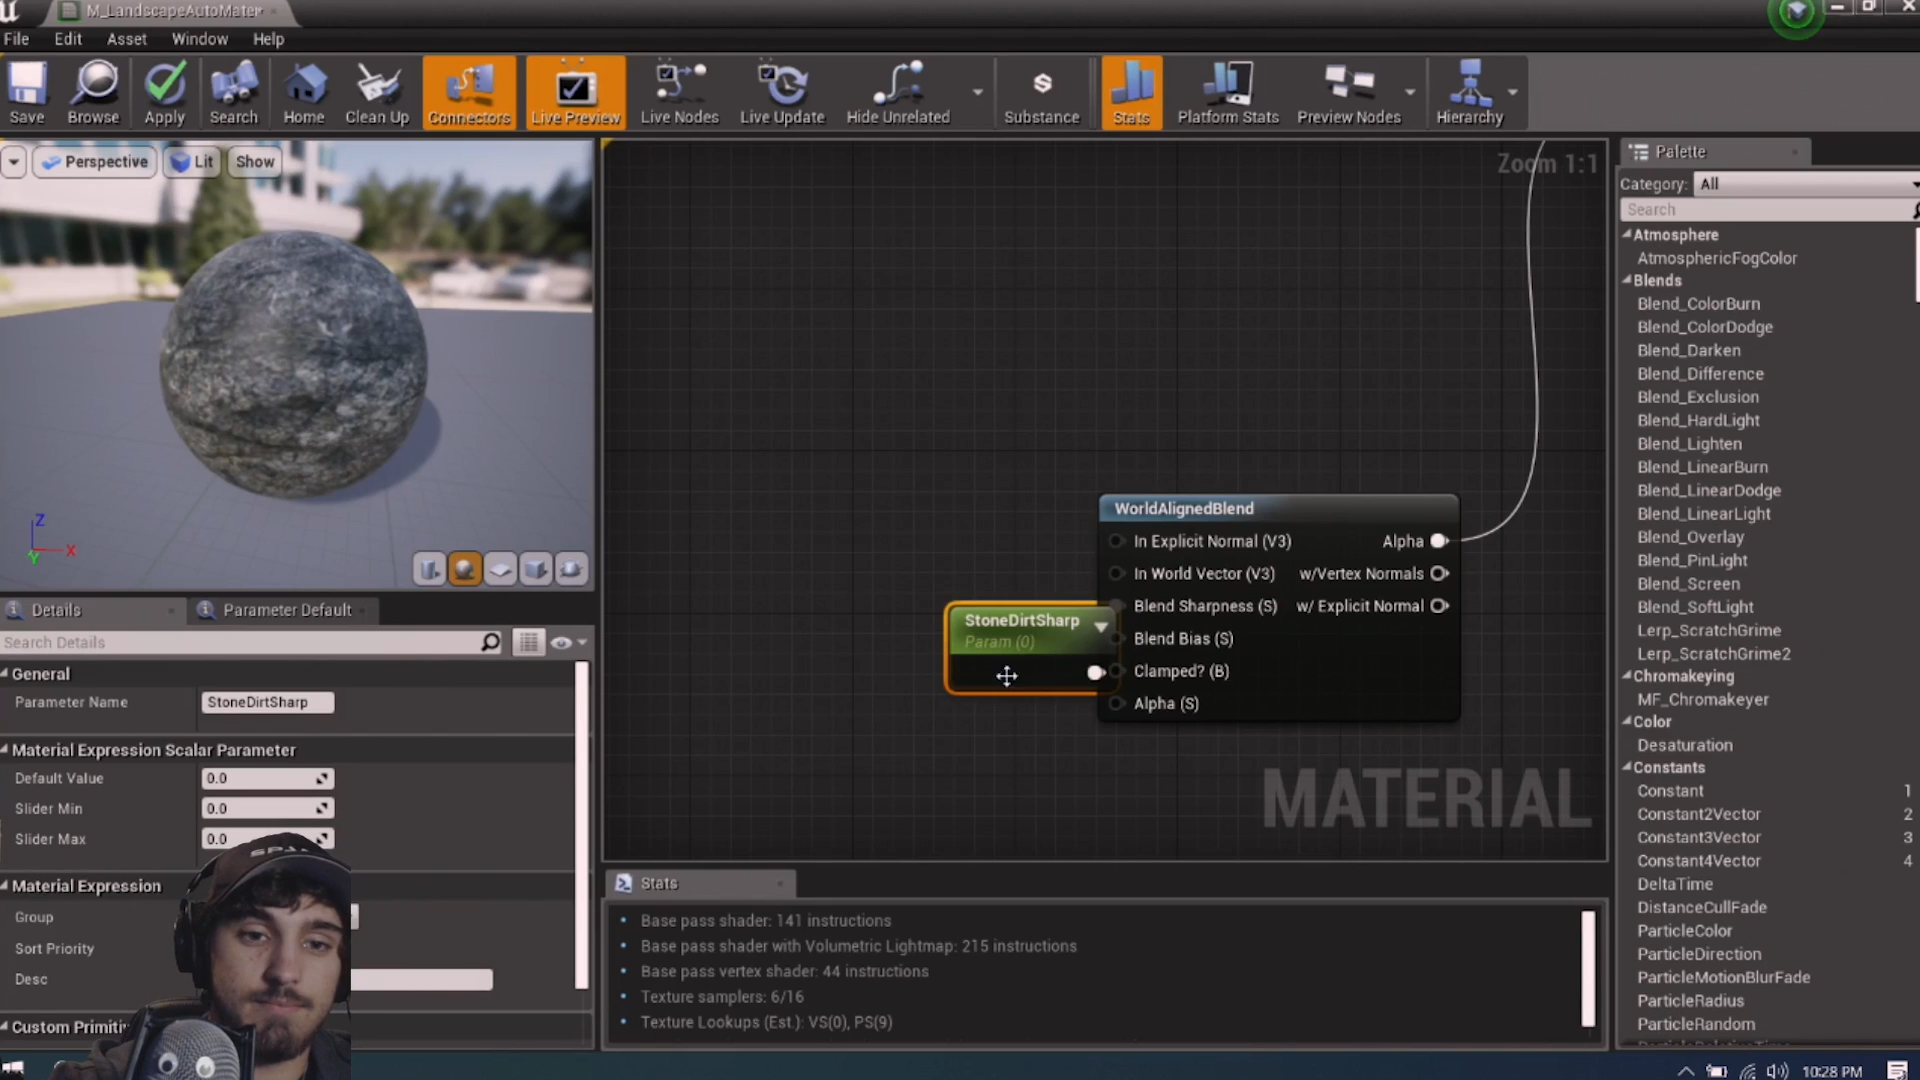 M_LandscapeAutoMater*
File Edit Asset Window Help
Save Browse Apply Search Home Clean Up Connectors Live Preview Live Nodes Live Update Hide Unrelated Substance Stats Platform Stats Preview Nodes Hierarchy
Perspective Lit Show
Zoom 1:1
Palette
Category: All
Search
Atmosphere
AtmosphericFogColor
Blends
Blend_ColorBurn
Blend_ColorDodge
Blend_Darken
Blend_Difference
Blend_Exclusion
Blend_HardLight
Blend_Lighten
Blend_LinearBurn
Blend_LinearDodge
Blend_LinearLight
Blend_Overlay
Blend_PinLight
Blend_Screen
Blend_SoftLight
Lerp_ScratchGrime
Lerp_ScratchGrime2
Chromakeying
MF_Chromakeyer
Color
Desaturation
Constants
Constant 1
Constant2Vector 2
Constant3Vector 3
Constant4Vector 4
DeltaTime
DistanceCullFade
ParticleColor
ParticleDirection
ParticleMotionBlurFade
ParticleRadius
ParticleRandom
WorldAlignedBlend
In Explicit Normal (V3) Alpha
In World Vector (V3) w/Vertex Normals
Blend Sharpness (S) w/ Explicit Normal
Blend Bias (S)
Clamped? (B)
Alpha (S)
StoneDirtSharp
Param (0)
MATERIAL
Z
X
Y
Details Parameter Default
Search Details
General
Parameter Name StoneDirtSharp
Material Expression Scalar Parameter
Default Value 0.0
Slider Min 0.0
Slider Max 0.0
Material Expression
Group
Sort Priority
Desc
Custom Primiti
Stats
Base pass shader: 141 instructions
Base pass shader with Volumetric Lightmap: 215 instructions
Base pass vertex shader: 44 instructions
Texture samplers: 6/16
Texture Lookups (Est.): VS(0), PS(9)
10:28 PM